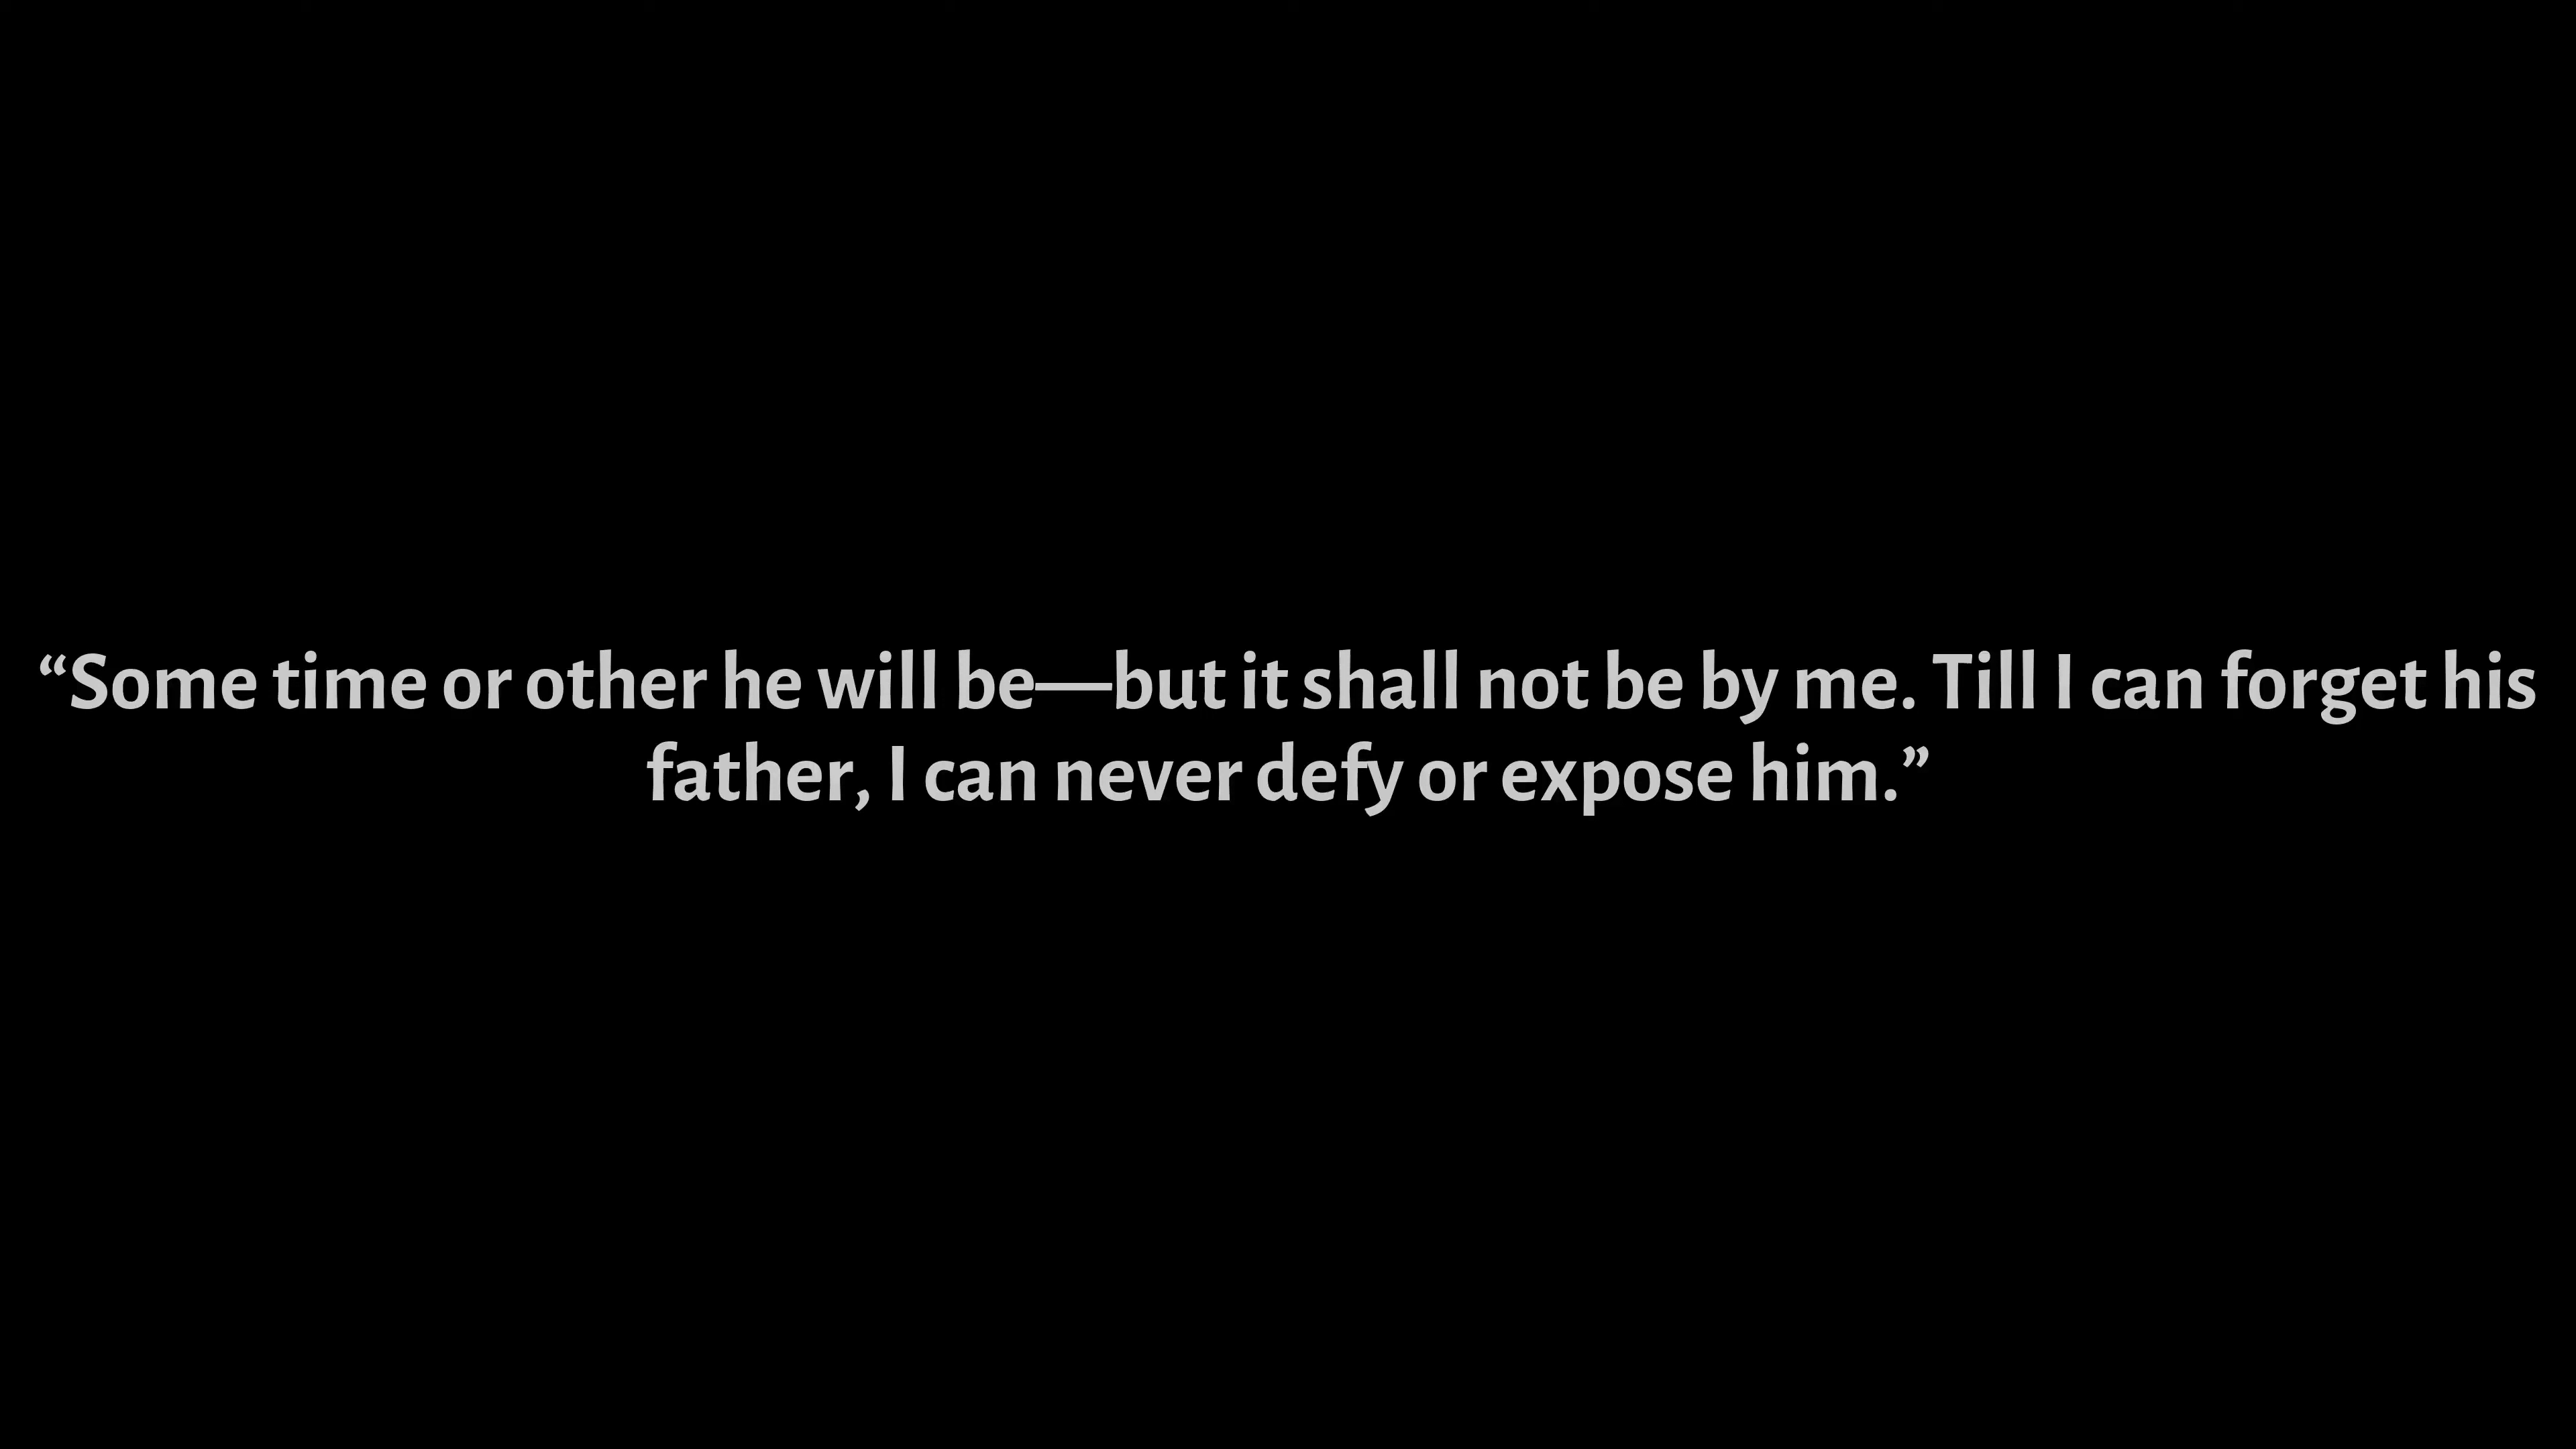 “Some time or other he will be—but it shall not be by me. Till I can forget his
father, I can never defy or expose him.”